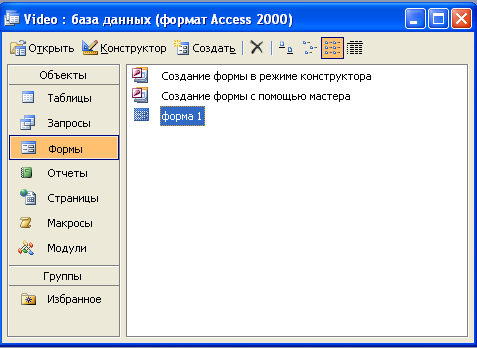 Video : база данных (формат Access 2000)
Открыть Конструктор Создать
Объекты
Таблицы
Запросы
Формы
Отчеты
Страницы
Макросы
Модули
Группы
Избранное
Создание формы в режиме конструктора
Создание формы с помощью мастера
форма 1